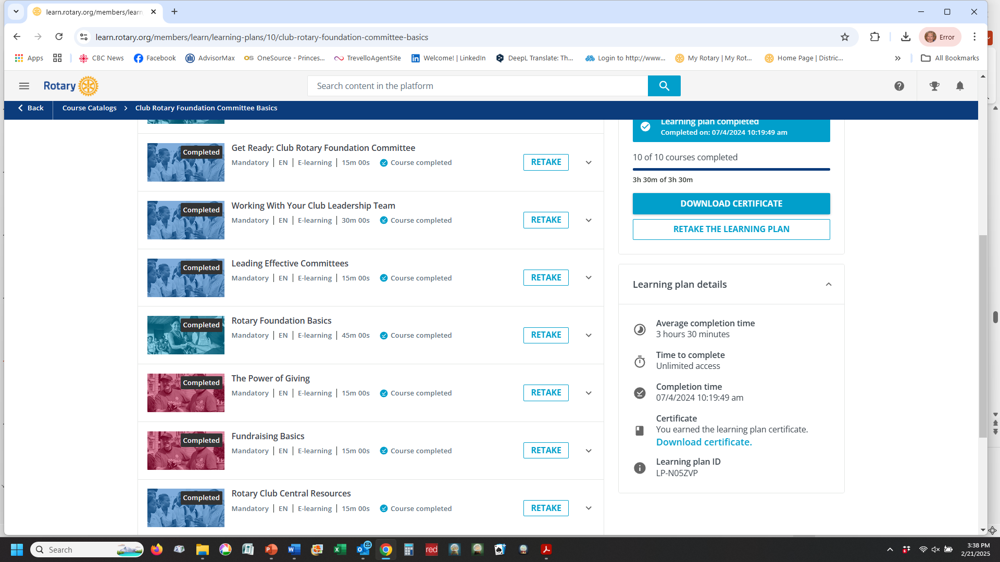 learn.rotary.org/members/learn
learn.rotary.org/members/learn/learning-plans/10/club-rotary-foundation-committee-basics
Error
Apps
CBC News
Facebook
AdvisorMax
OneSource - Princes...
TrevelloAgentSite
Welcome! | LinkedIn
DeepL Translate: Th...
Login to http://www...
My Rotary | My Rot...
Home Page | Distric...
All Bookmarks
Rotary
Search content in the platform
Back
Course Catalogs
Club Rotary Foundation Committee Basics
Completed
Get Ready: Club Rotary Foundation Committee
Mandatory | EN | E-learning | 15m 00s Course completed
RETAKE
Completed
Working With Your Club Leadership Team
Mandatory | EN | E-learning | 30m 00s Course completed
RETAKE
Completed
Leading Effective Committees
Mandatory | EN | E-learning | 15m 00s Course completed
RETAKE
Completed
Rotary Foundation Basics
Mandatory | EN | E-learning | 45m 00s Course completed
RETAKE
Completed
The Power of Giving
Mandatory | EN | E-learning | 15m 00s Course completed
RETAKE
Completed
Fundraising Basics
Mandatory | EN | E-learning | 15m 00s Course completed
RETAKE
Completed
Rotary Club Central Resources
Mandatory | EN | E-learning | 15m 00s Course completed
RETAKE
Learning plan completed
Completed on: 07/4/2024 10:19:49 am
10 of 10 courses completed
3h 30m of 3h 30m
DOWNLOAD CERTIFICATE
RETAKE THE LEARNING PLAN
Learning plan details
Average completion time
3 hours 30 minutes
Time to complete
Unlimited access
Completion time
07/4/2024 10:19:49 am
Certificate
You earned the learning plan certificate.
Download certificate.
Learning plan ID
LP-N05ZVP
Search
red
3:38 PM
2/21/2025